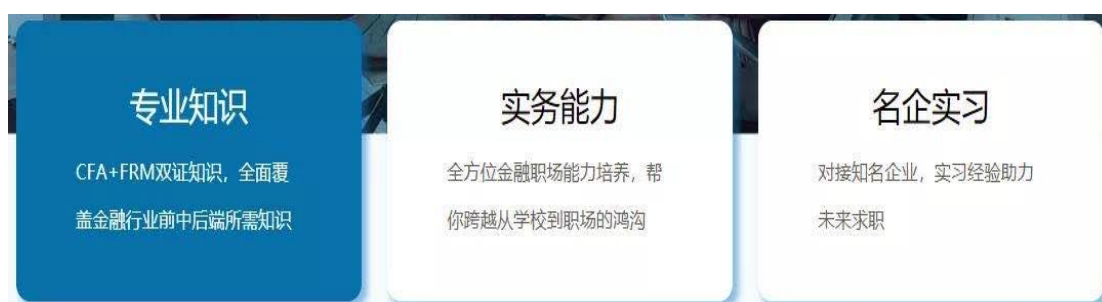 专业知识
CFA+FRM双证知识，全面覆
盖金融行业前中后端所需知识
实务能力
全方位金融职场能力培养，帮
你跨越从学校到职场的鸿沟
名企实习
对接知名企业，实习经验助力
未来求职